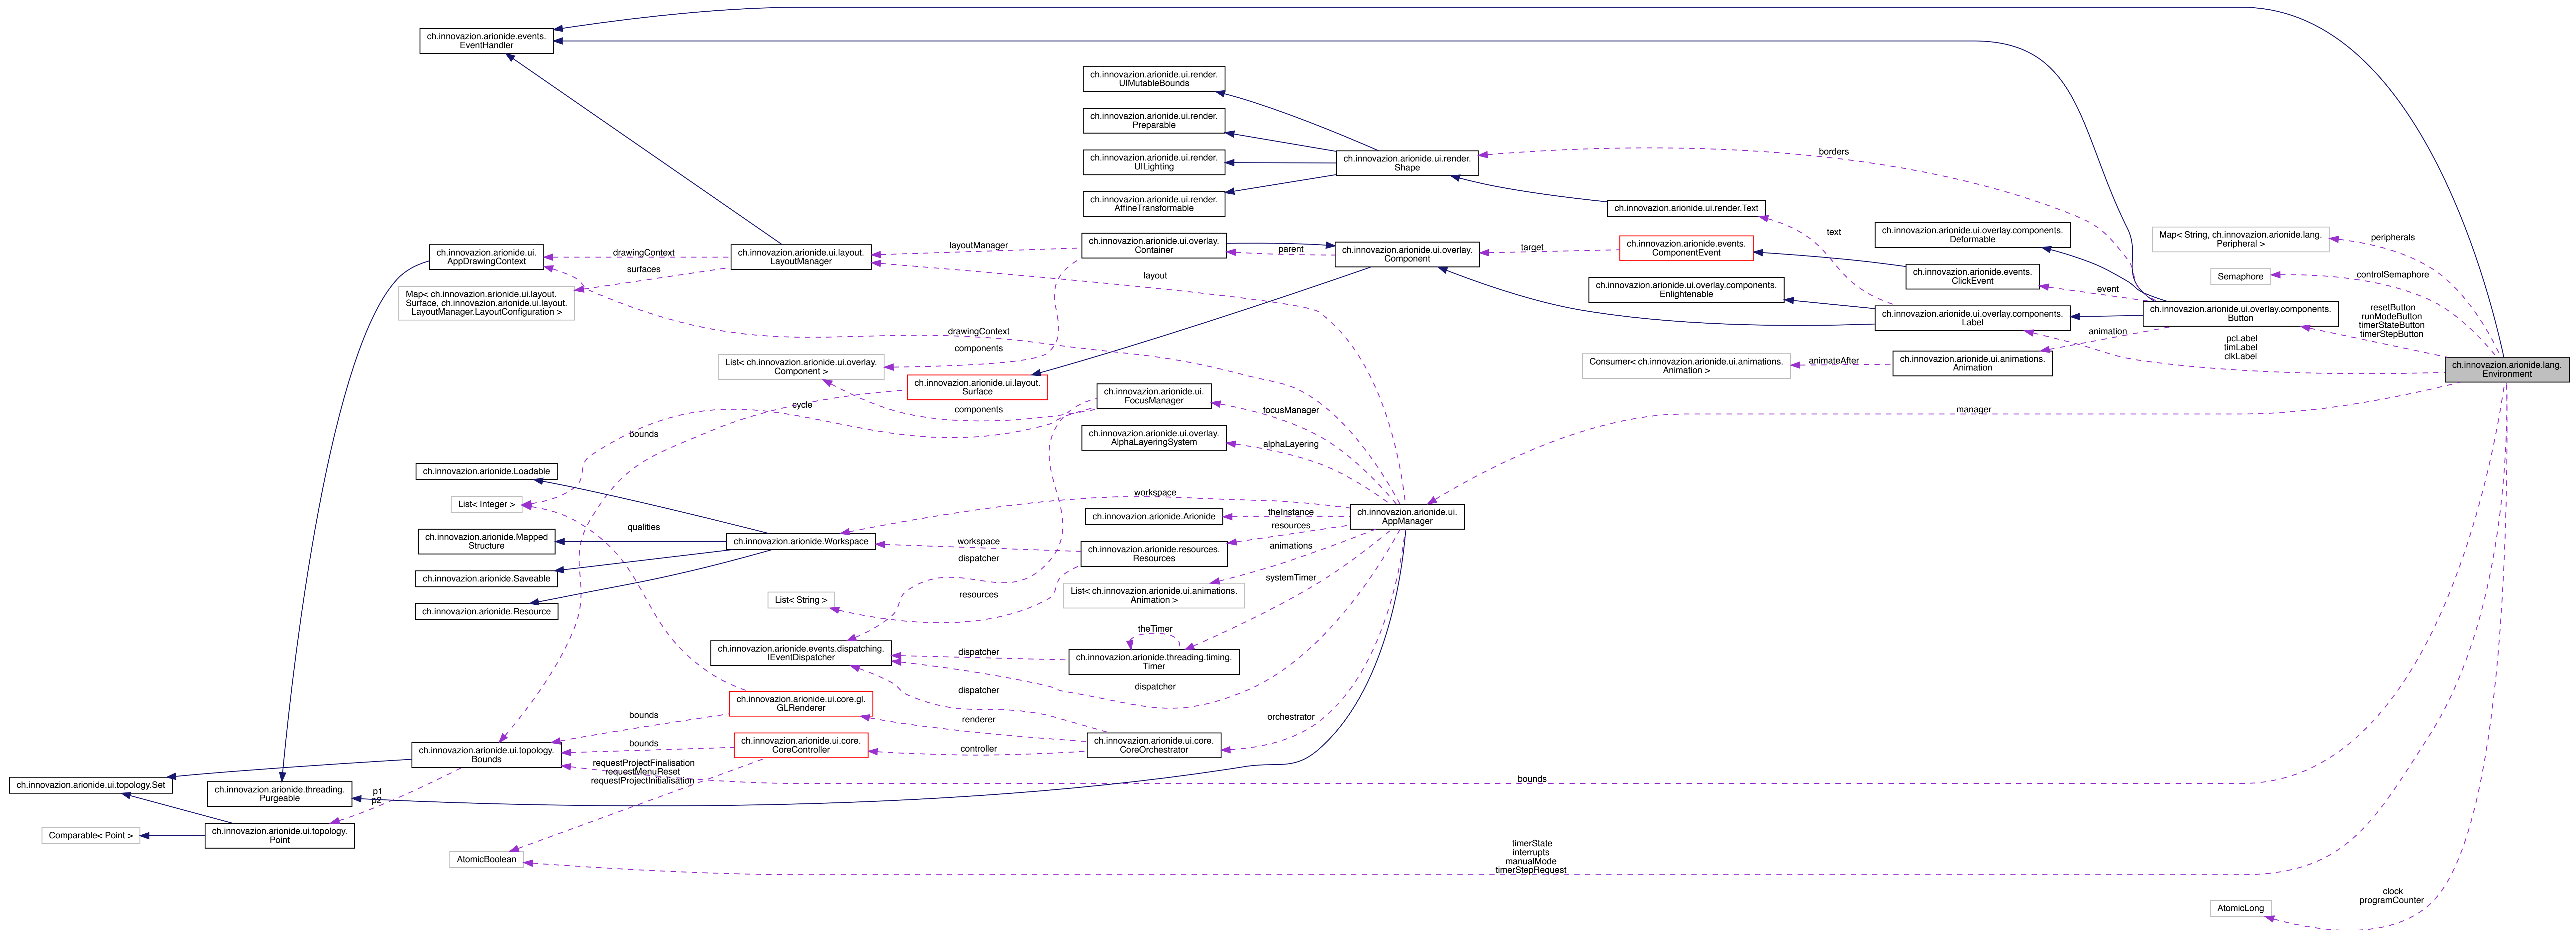 ch.innovazion.arionide.events.
EventHandler
ch.innovazion.arionide.ui.render.
UIMutableBounds
ch.innovazion.arionide.ui.render.
Preparable
ch.innovazion.arionide.ui.render.
UILighting
ch.innovazion.arionide.ui.render.
AffineTransformable
ch.innovazion.arionide.ui.render.
Shape
borders
ch.innovazion.arionide.ui.render.Text
ch.innovazion.arionide.ui.overlay.components.
Deformable
Map< String, ch.innovazion.arionide.lang.
Peripheral >
peripherals
ch.innovazion.arionide.ui.
AppDrawingContext
drawingContext
surfaces
ch.innovazion.arionide.ui.layout.
LayoutManager
layoutManager
ch.innovazion.arionide.ui.overlay.
Container
parent
ch.innovazion.arionide.ui.overlay.
Component
target
ch.innovazion.arionide.events.
ComponentEvent
text
ch.innovazion.arionide.events.
ClickEvent
Semaphore
controlSemaphore
layout
Map< ch.innovazion.arionide.ui.layout.
Surface, ch.innovazion.arionide.ui.layout.
LayoutManager.LayoutConfiguration >
ch.innovazion.arionide.ui.overlay.components.
Enlightenable
event
ch.innovazion.arionide.ui.overlay.components.
Label
ch.innovazion.arionide.ui.overlay.components.
Button
resetButton
runModeButton
timerStateButton
timerStepButton
drawingContext
components
animation
pcLabel
timLabel
clkLabel
List< ch.innovazion.arionide.ui.overlay.
Component >
Consumer< ch.innovazion.arionide.ui.animations.
Animation >
animateAfter
ch.innovazion.arionide.ui.animations.
Animation
ch.innovazion.arionide.lang.
Environment
ch.innovazion.arionide.ui.layout.
Surface
ch.innovazion.arionide.ui.
FocusManager
cycle
components
focusManager
manager
bounds
ch.innovazion.arionide.ui.overlay.
AlphaLayeringSystem
alphaLayering
ch.innovazion.arionide.Loadable
List< Integer >
workspace
ch.innovazion.arionide.Arionide
theInstance
ch.innovazion.arionide.ui.
AppManager
qualities
resources
ch.innovazion.arionide.Mapped
Structure
ch.innovazion.arionide.Workspace
workspace
ch.innovazion.arionide.resources.
Resources
animations
dispatcher
ch.innovazion.arionide.Saveable
systemTimer
List< ch.innovazion.arionide.ui.animations.
Animation >
resources
List< String >
ch.innovazion.arionide.Resource
theTimer
ch.innovazion.arionide.events.dispatching.
IEventDispatcher
dispatcher
ch.innovazion.arionide.threading.timing.
Timer
dispatcher
dispatcher
ch.innovazion.arionide.ui.core.gl.
GLRenderer
bounds
renderer
orchestrator
ch.innovazion.arionide.ui.topology.
Bounds
bounds
ch.innovazion.arionide.ui.core.
CoreController
controller
ch.innovazion.arionide.ui.core.
CoreOrchestrator
requestProjectFinalisation
requestMenuReset
requestProjectInitialisation
bounds
ch.innovazion.arionide.ui.topology.Set
ch.innovazion.arionide.threading.
Purgeable
p1
p2
Comparable< Point >
ch.innovazion.arionide.ui.topology.
Point
AtomicBoolean
timerState
interrupts
manualMode
timerStepRequest
clock
programCounter
AtomicLong